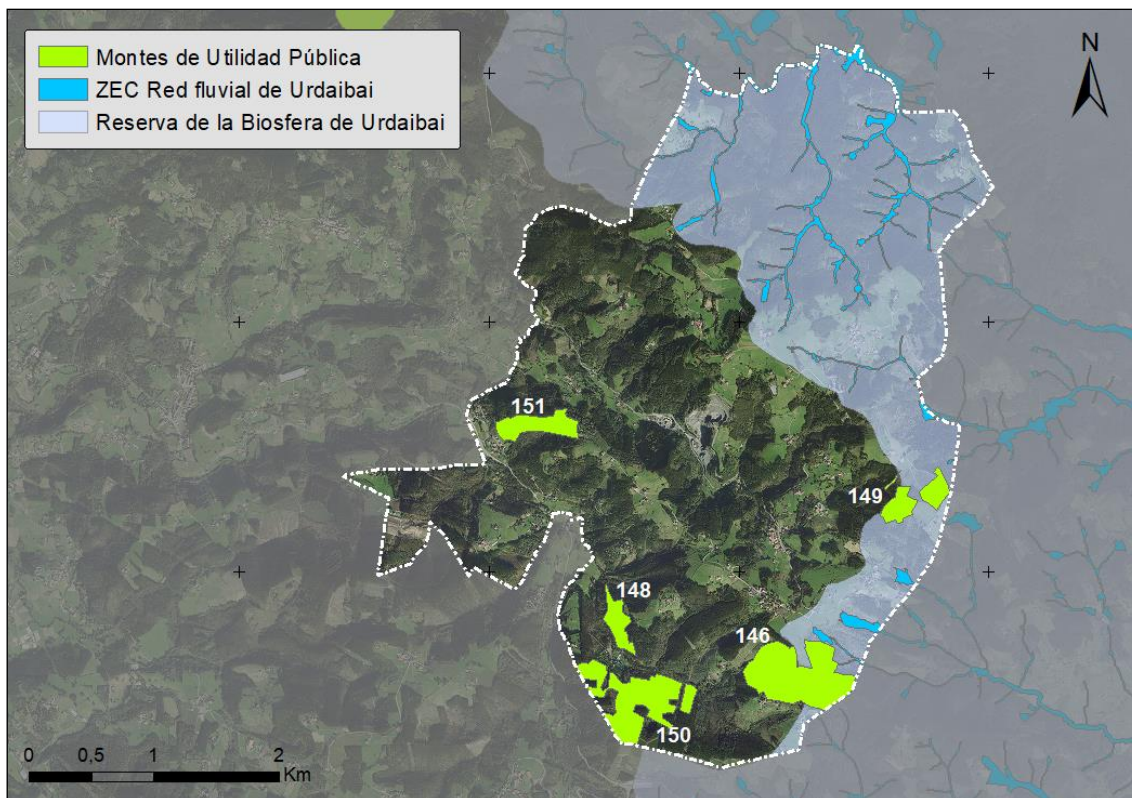 Montes de Utilidad Pública
ZEC Red fluvial de Urdaibai
Reserva de la Biosfera de Urdaibai
N
151
149
148
146
150
0 0,5 1 2
Km